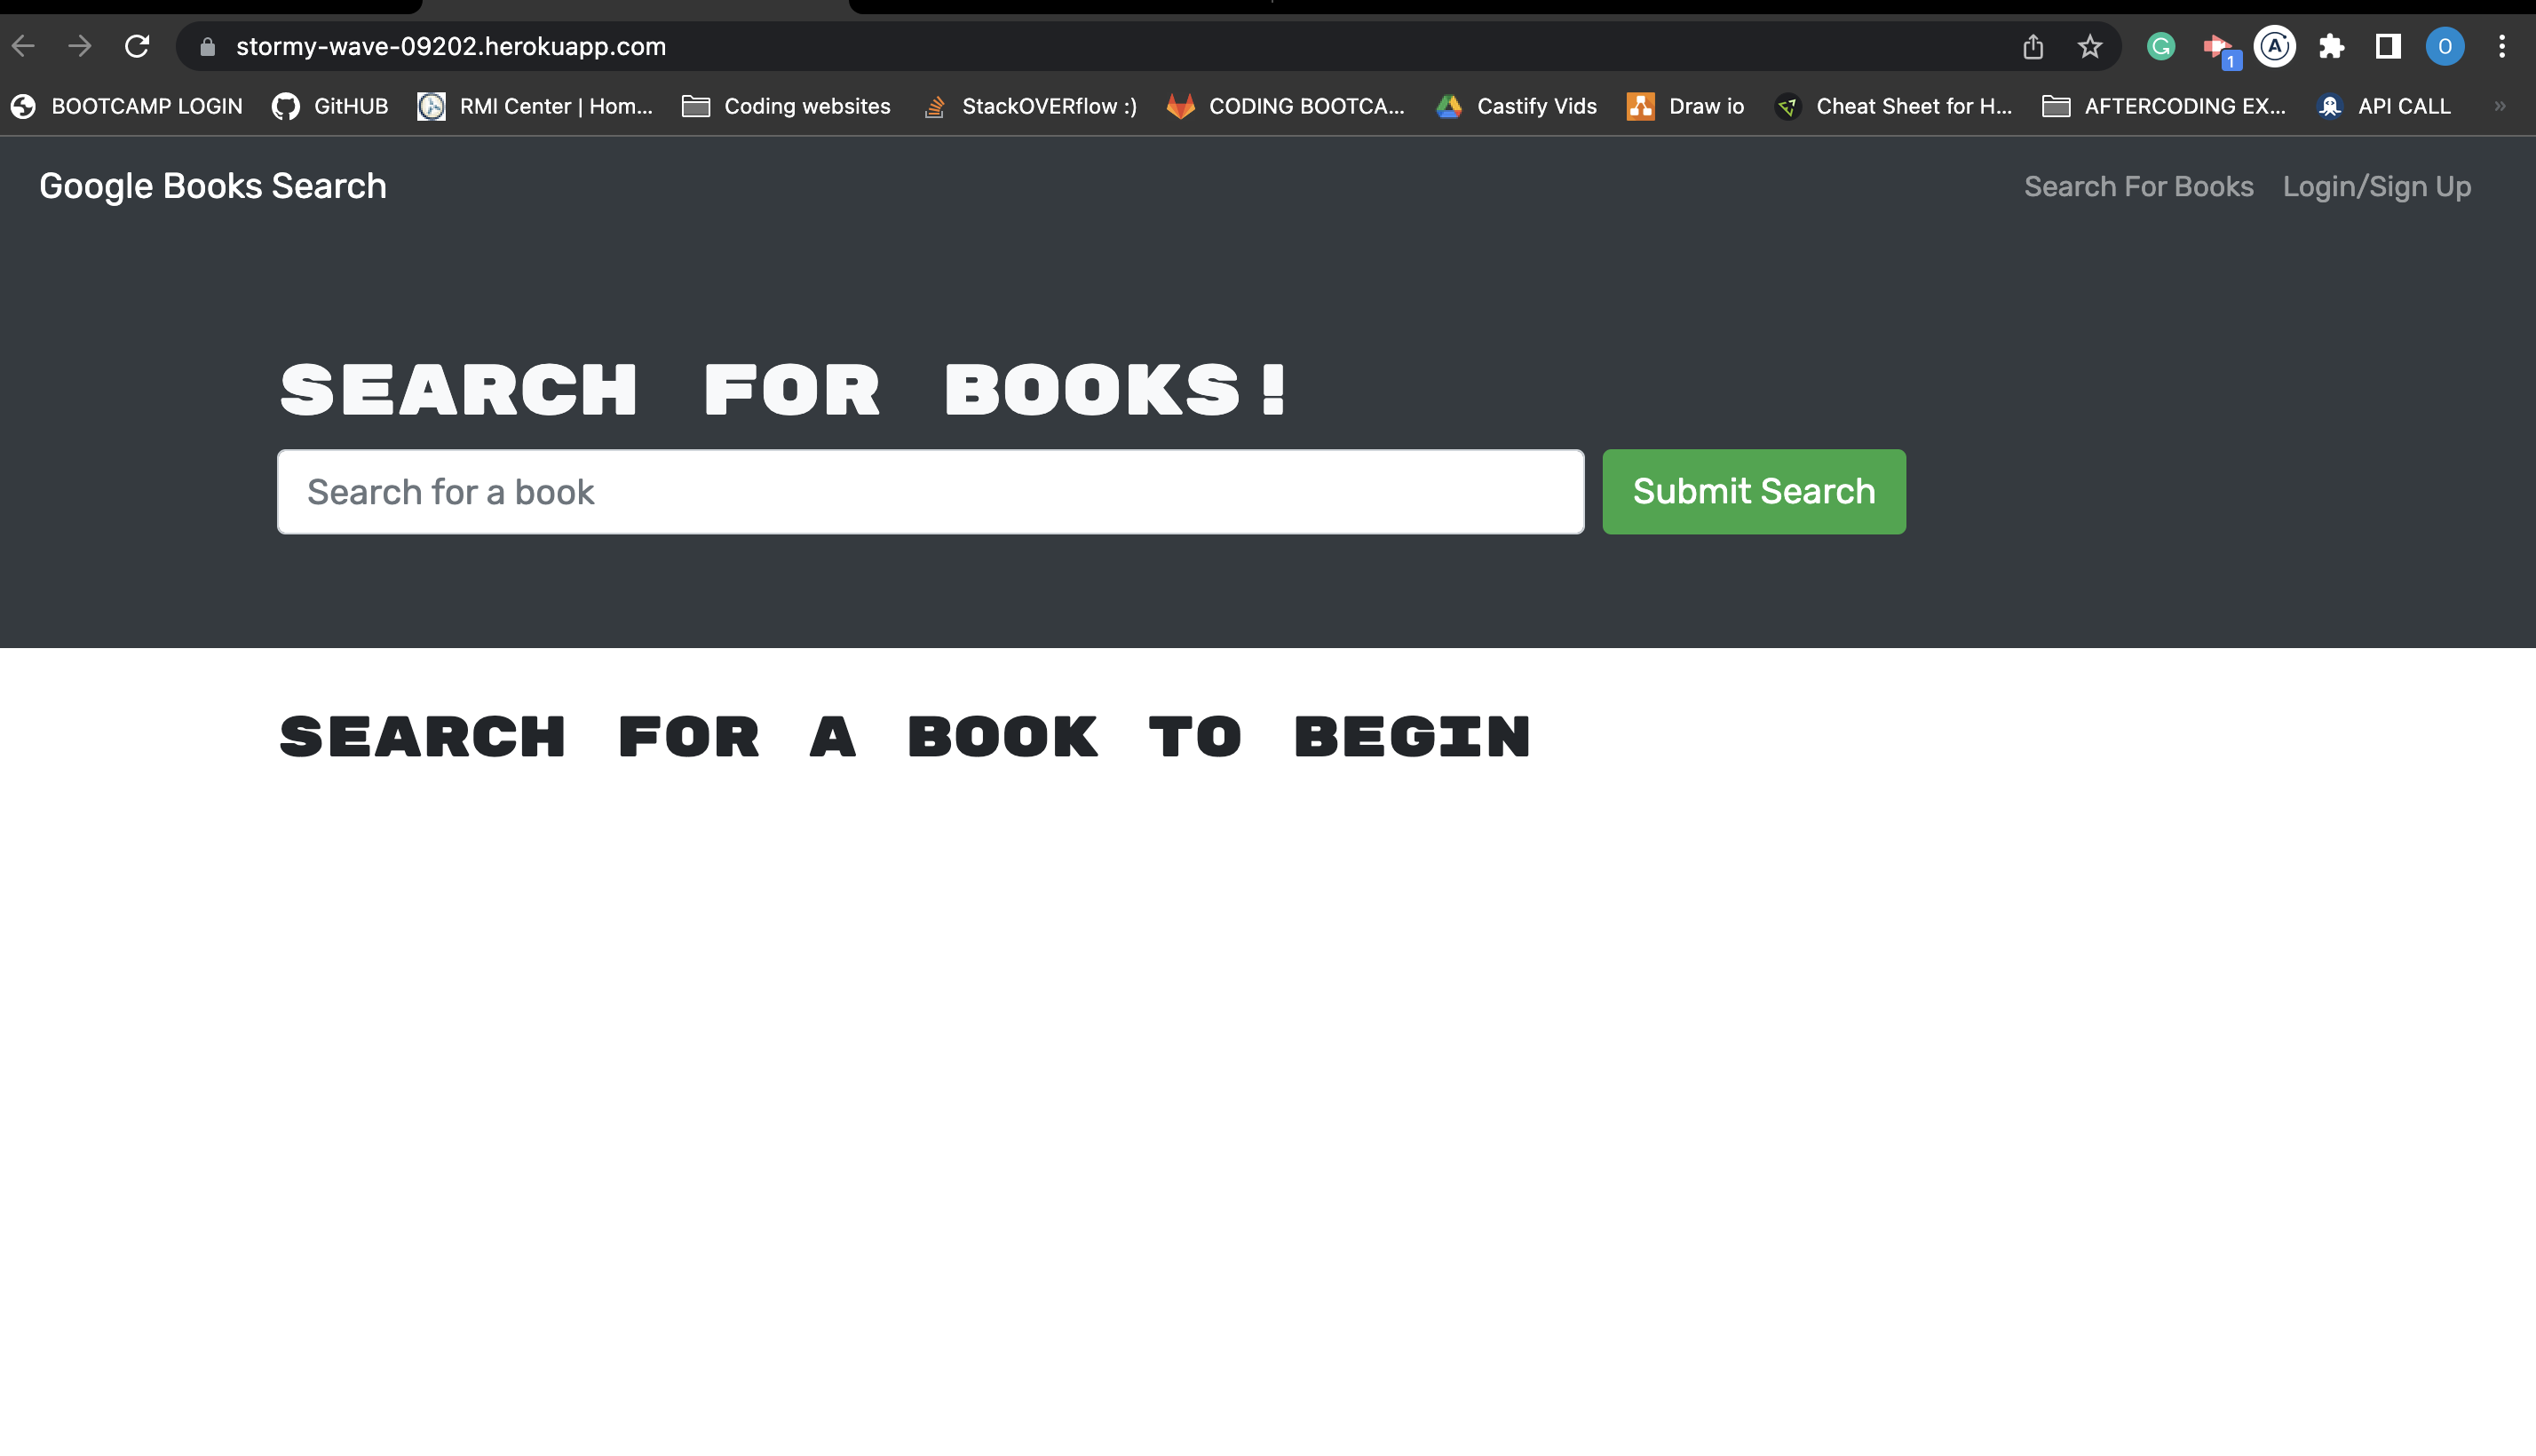 stormy-wave-09202.herokuapp.com
1
O
BOOTCAMP LOGIN GitHUB RMI Center | Hom... Coding websites StackOVERflow :) CODING BOOTCA... Castify Vids Draw io Cheat Sheet for H... AFTERCODING EX... API CALL »
Google Books Search Search For Books Login/Sign Up
SEARCH FOR BOOKS!
Search for a book Submit Search
SEARCH FOR A BOOK TO BEGIN